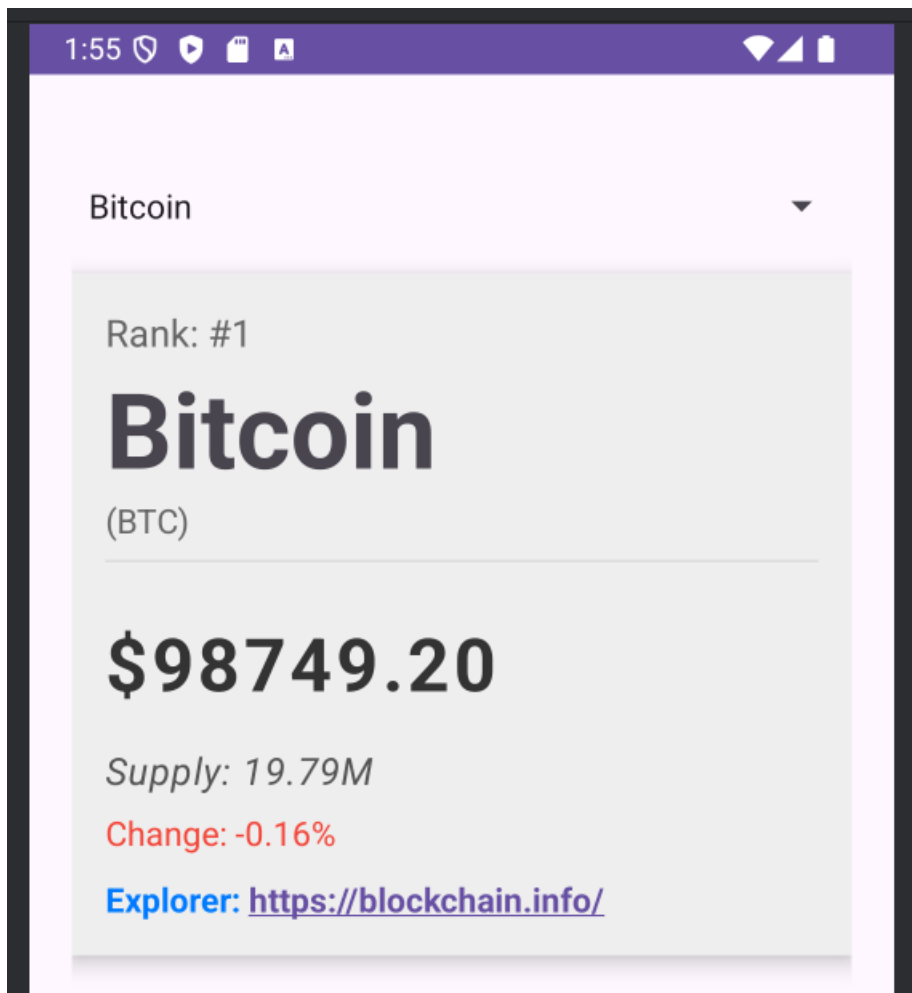 1:55
Bitcoin
Rank: #1
Bitcoin
(BTC)
$98749.20
Supply: 19.79M
Change: -0.16%
Explorer: https://blockchain.info/